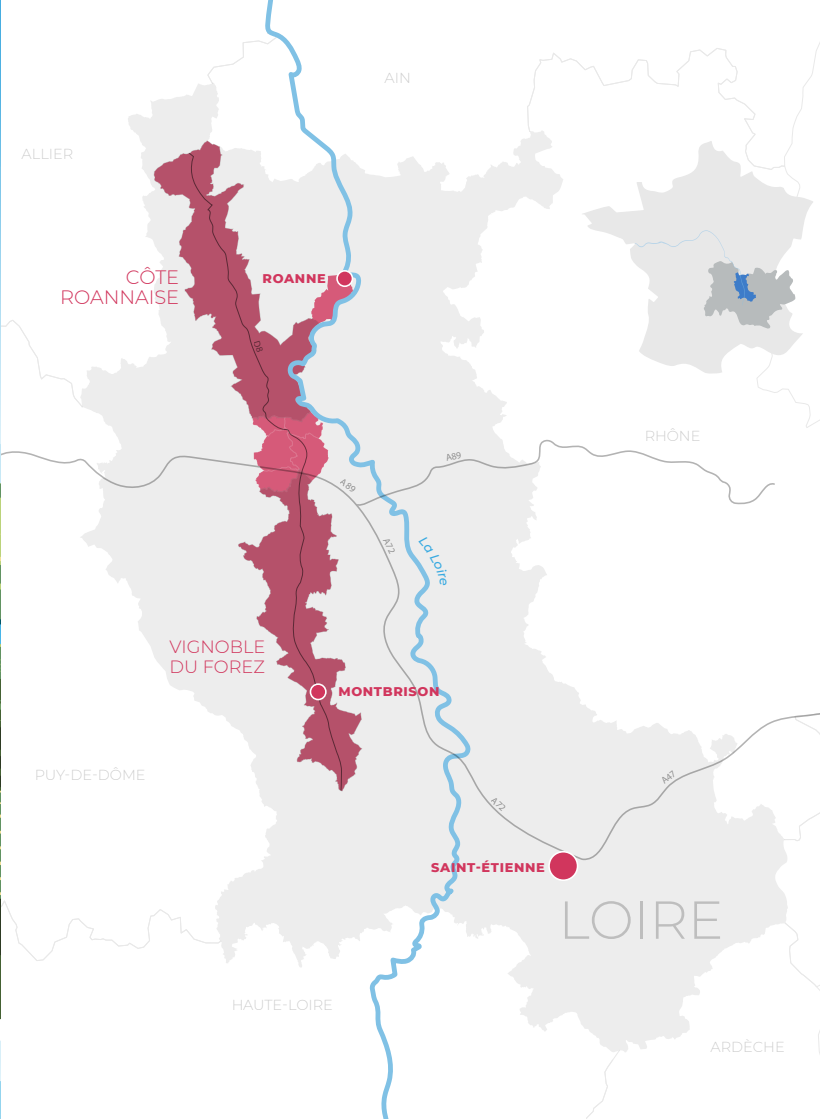 AIN
ALLIER
CÔTE
ROANNAISE
ROANNE
D8
RHÔNE
A89
A89
A72
La Loire
VIGNOBLE
DU FOREZ
MONTBRISON
PUY-DE-DÔME
A47
A72
SAINT-ÉTIENNE
LOIRE
HAUTE-LOIRE
ARDÈCHE